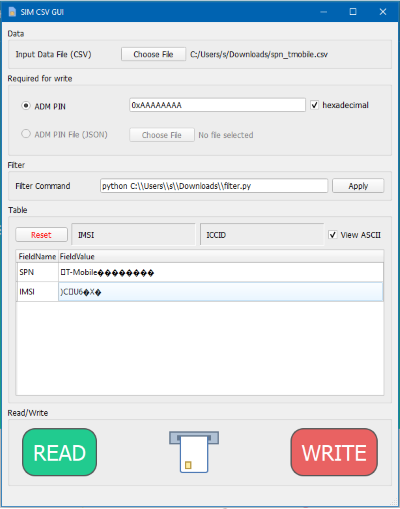 SIM CSV GUI
Data
Input Data File (CSV) Choose File C:/Users/s/Downloads/spn_tmobile.csv
Required for write
ADM PIN 0xAAAAAAAA hexadecimal
ADM PIN File (JSON) Choose File No file selected
Filter
Filter Command python C:\\Users\\s\\Downloads\\filter.py Apply
Table
Reset IMSI ICCID View ASCII
FieldName FieldValue
SPN □T-Mobile��������
IMSI )C□U6�X�
Read/Write
READ WRITE